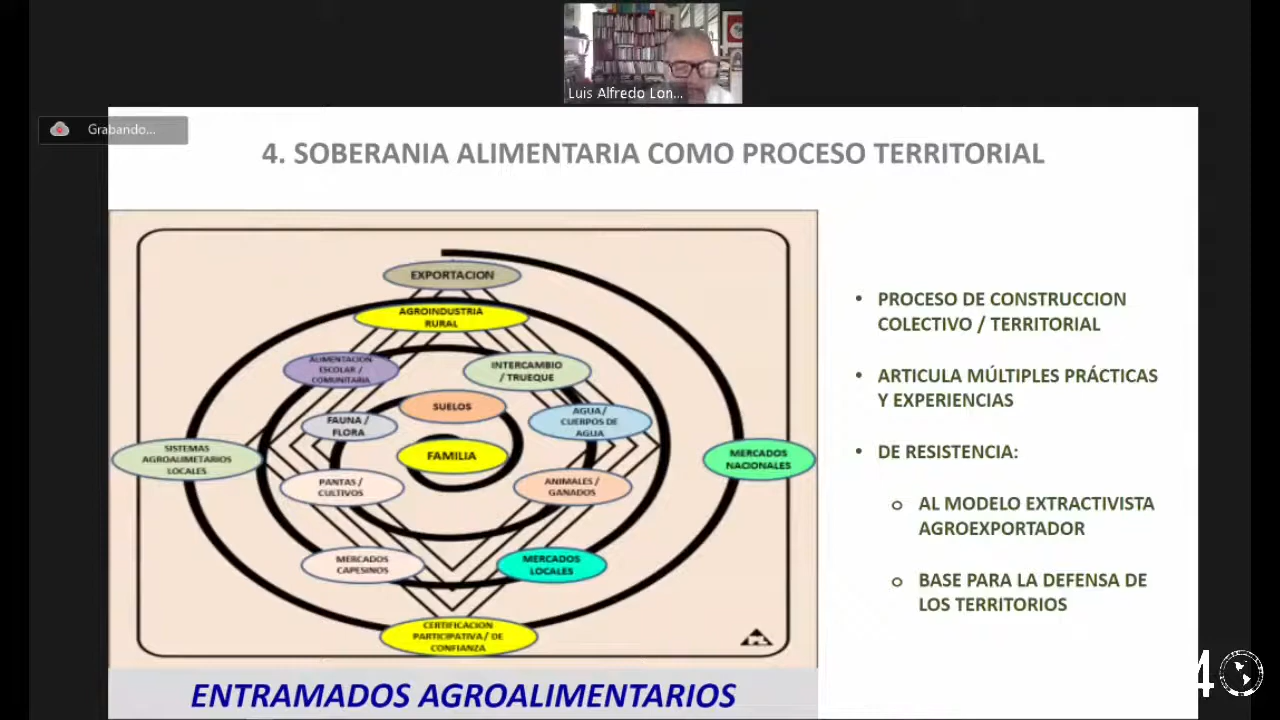 Luis Alfredo Lon...
Grabando...
4. SOBERANIA ALIMENTARIA COMO PROCESO TERRITORIAL
EXPORTACION
AGROINDUSTRIA
RURAL
ALIMENTACION
ESCOLAR /
COMUNITARIA
INTERCAMBIO
/ TRUEQUE
SUELOS
FAUNA /
FLORA
AGUA/
CUERPOS DE
AGUA
SISTEMAS
AGROALIMETARIOS
LOCALES
FAMILIA
MERCADOS
NACIONALES
PANTAS /
CULTIVOS
ANIMALES /
GANADOS
MERCADOS
CAPESINOS
MERCADOS
LOCALES
CERTIFICACION
PARTICIPATIVA/ DE
CONFIANZA
PL
ENTRAMADOS AGROALIMENTARIOS
• PROCESO DE CONSTRUCCION
COLECTIVO / TERRITORIAL
• ARTICULA MÚLTIPLES PRÁCTICAS
Y EXPERIENCIAS
• DE RESISTENCIA:
o AL MODELO EXTRACTIVISTA
AGROEXPORTADOR
o BASE PARA LA DEFENSA DE
LOS TERRITORIOS
4